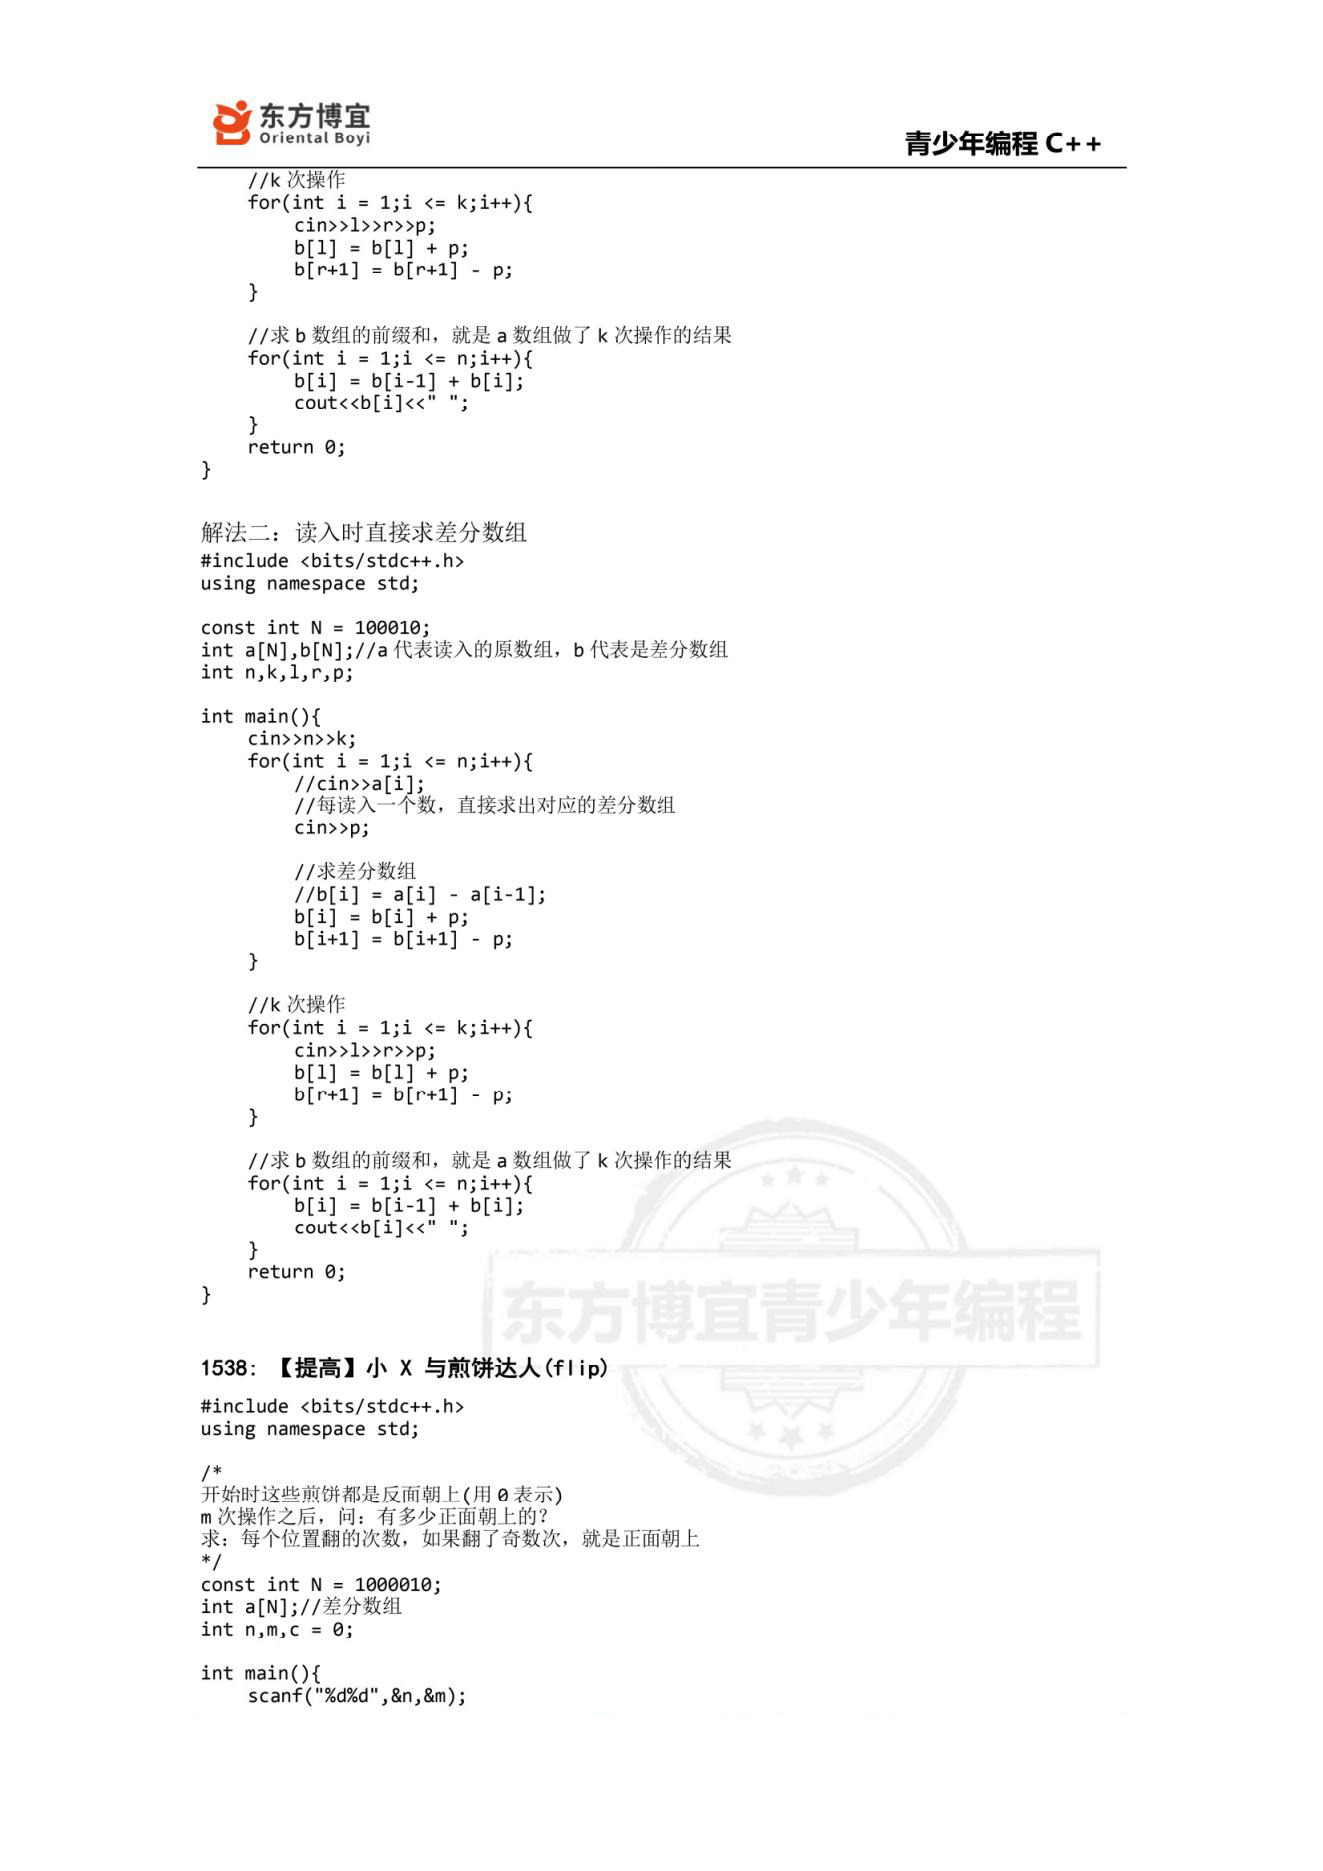 东方博宜
Oriental Boyi
青少年编程 C++
//k 次操作
for(int i = 1;i <= k;i++){
cin>>l>>r>>p;
b[l] = b[l] + p;
b[r+1] = b[r+1] - p;
}
//求 b 数组的前缀和，就是 a 数组做了 k 次操作的结果
for(int i = 1;i <= n;i++){
b[i] = b[i-1] + b[i];
cout<<b[i]<<" ";
}
return 0;
}
解法二：读入时直接求差分数组
#include <bits/stdc++.h>
using namespace std;
const int N = 100010;
int a[N],b[N];//a 代表读入的原数组，b 代表是差分数组
int n,k,l,r,p;
int main(){
cin>>n>>k;
for(int i = 1;i <= n;i++){
//cin>>a[i];
//每读入一个数，直接求出对应的差分数组
cin>>p;
//求差分数组
//b[i] = a[i] - a[i-1];
b[i] = b[i] + p;
b[i+1] = b[i+1] - p;
}
//k 次操作
for(int i = 1;i <= k;i++){
cin>>l>>r>>p;
b[l] = b[l] + p;
b[r+1] = b[r+1] - p;
}
//求 b 数组的前缀和，就是 a 数组做了 k 次操作的结果
for(int i = 1;i <= n;i++){
b[i] = b[i-1] + b[i];
cout<<b[i]<<" ";
}
return 0;
}
东方博宜青少年编程
1538: 【提高】小 X 与煎饼达人(flip)
#include <bits/stdc++.h>
using namespace std;
/*
开始时这些煎饼都是反面朝上(用 0 表示)
m 次操作之后，问：有多少正面朝上的？
求：每个位置翻的次数，如果翻了奇数次，就是正面朝上
*/
const int N = 1000010;
int a[N];//差分数组
int n,m,c = 0;
int main(){
scanf("%d%d",&n,&m);